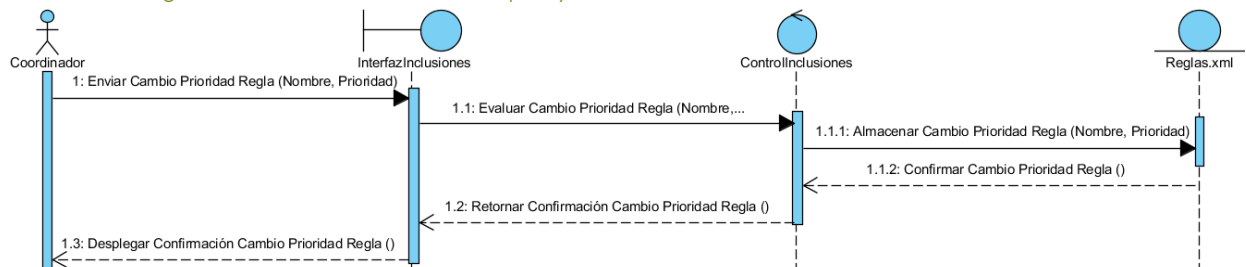 Coordinador
InterfazInclusiones
ControlInclusiones
Reglas.xml
1: Enviar Cambio Prioridad Regla (Nombre, Prioridad)
1.1: Evaluar Cambio Prioridad Regla (Nombre,...
1.1.1: Almacenar Cambio Prioridad Regla (Nombre, Prioridad)
1.1.2: Confirmar Cambio Prioridad Regla ()
1.2: Retornar Confirmación Cambio Prioridad Regla ()
1.3: Desplegar Confirmación Cambio Prioridad Regla ()